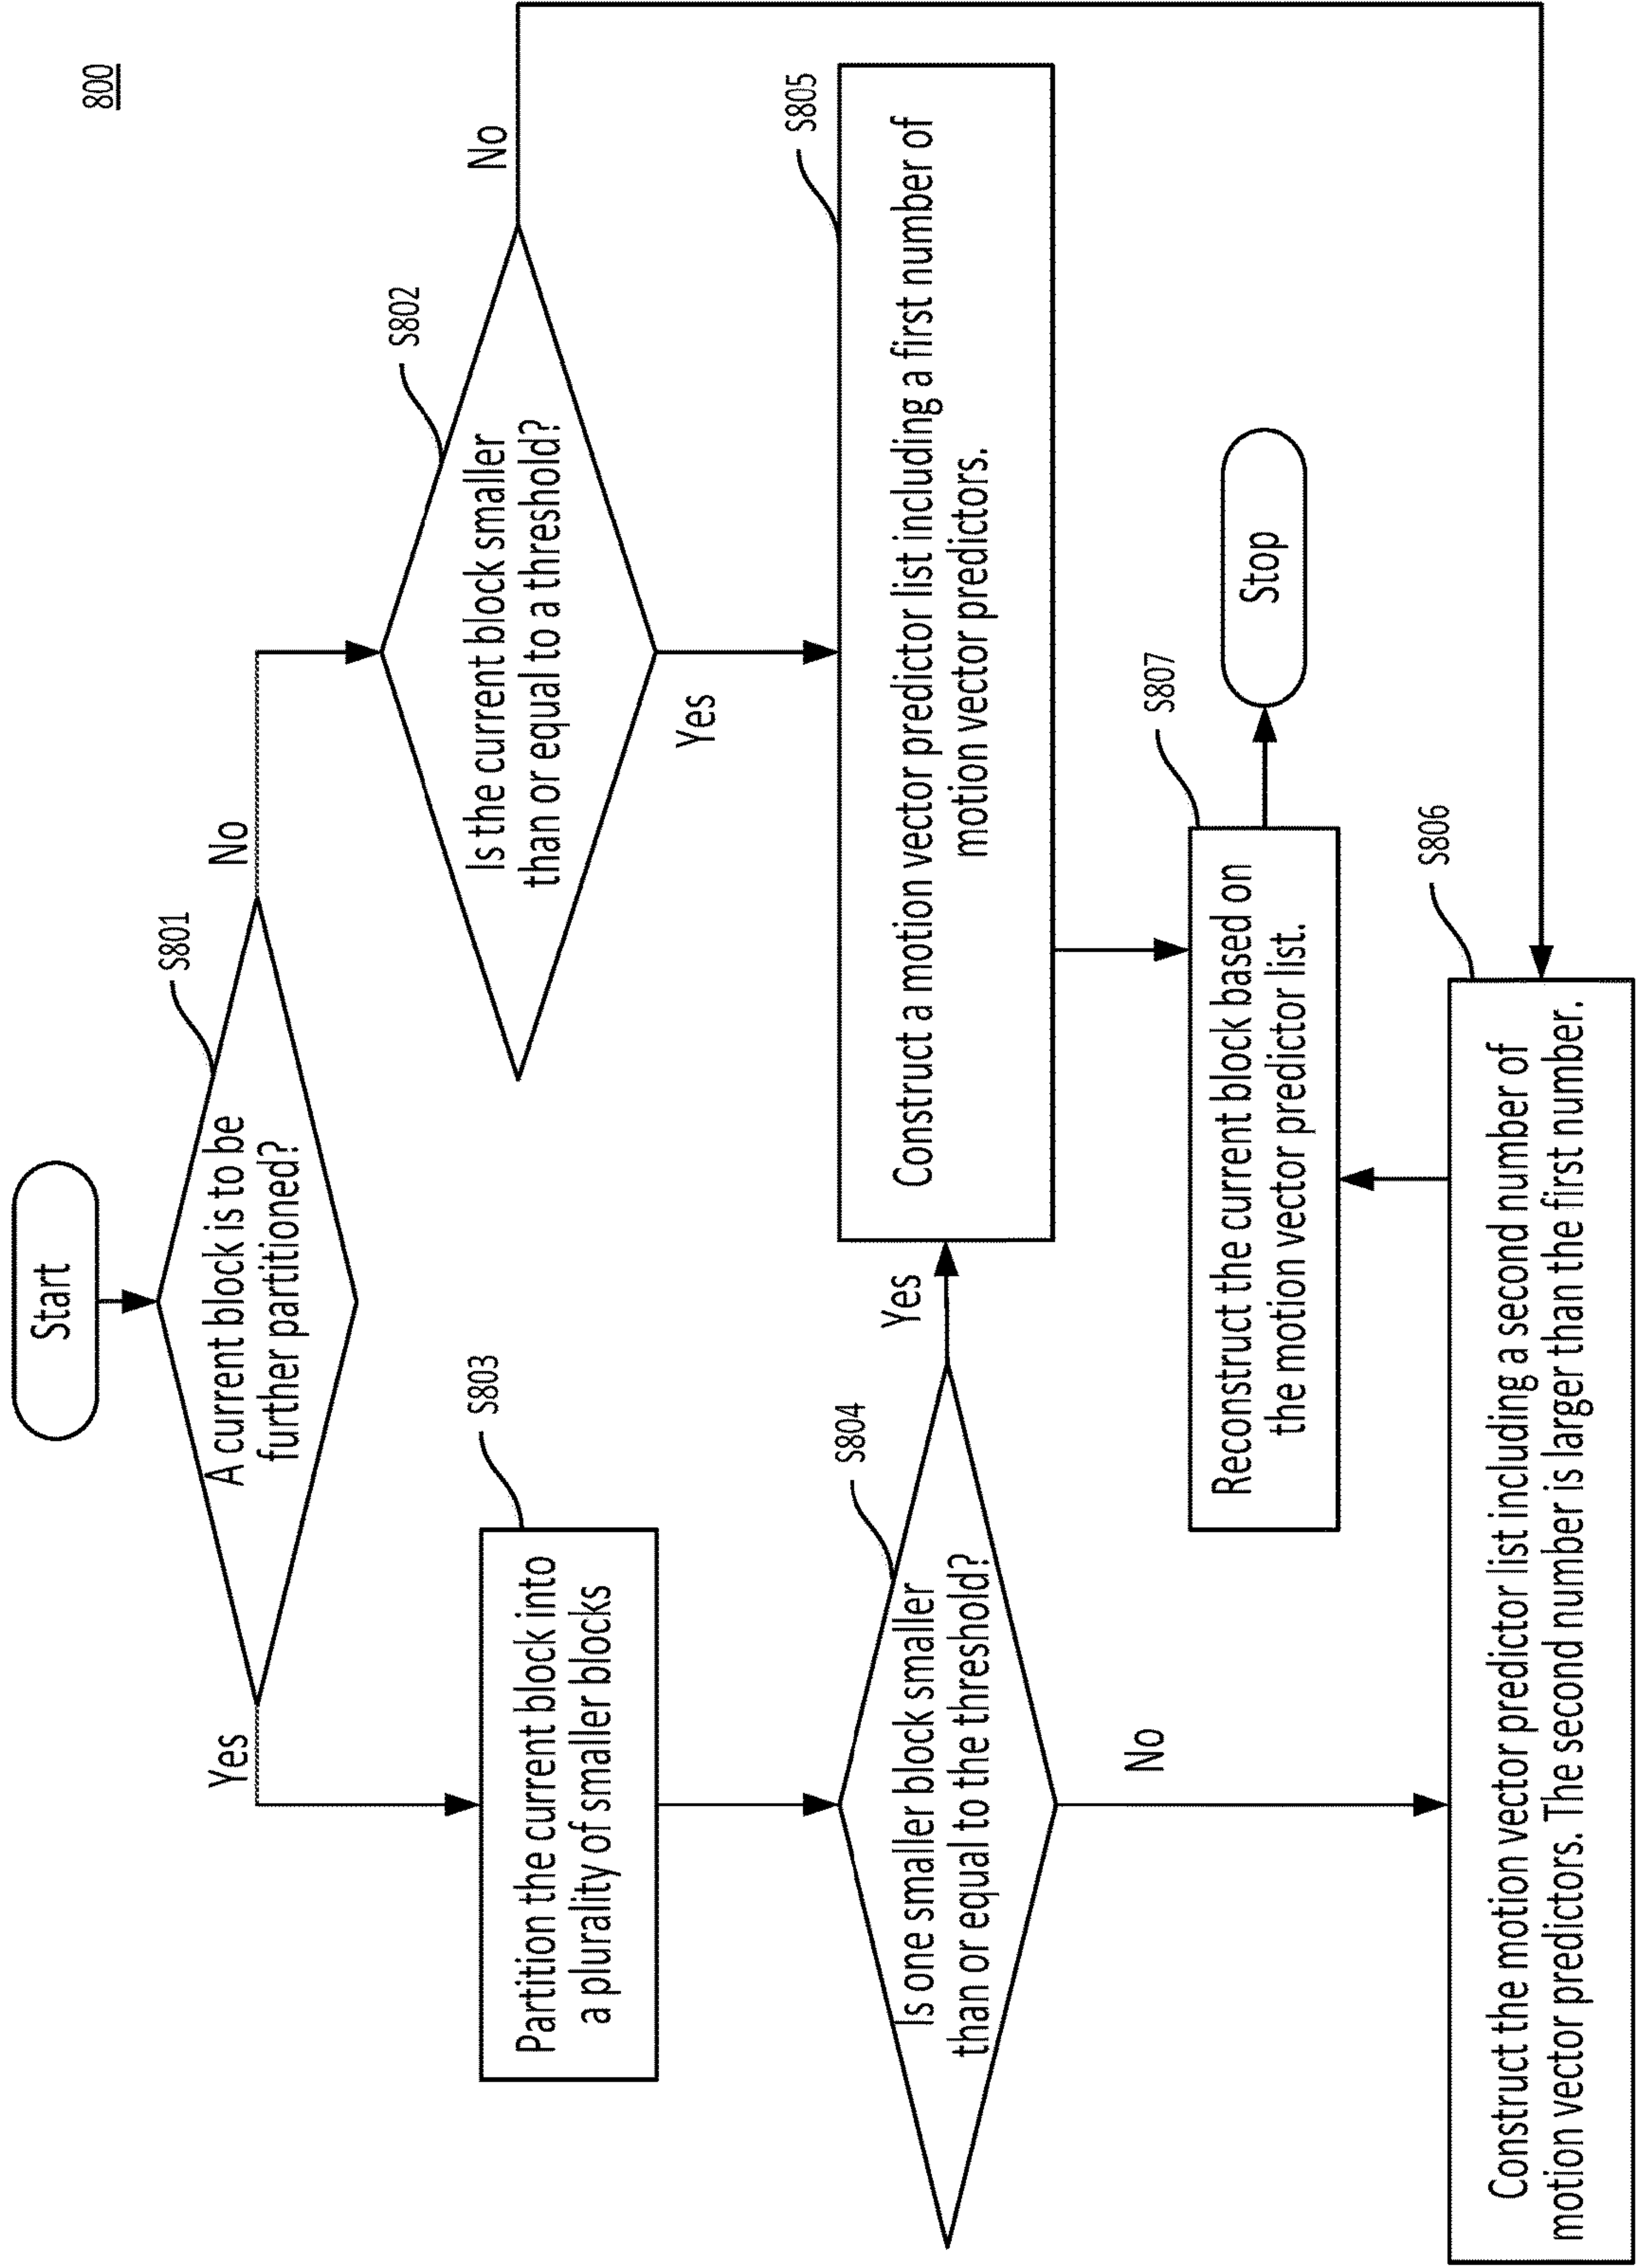 800
Start
S801
A current block is to be
further partitioned?
Yes
No
S802
Is the current block smaller
than or equal to a threshold?
No
Yes
S803
Partition the current block into
a plurality of smaller blocks
S804
Is one smaller block smaller
than or equal to the threshold?
Yes
No
S805
Construct a motion vector predictor list including a first number of
motion vector predictors.
S807
Reconstruct the current block based on
the motion vector predictor list.
Stop
S806
Construct the motion vector predictor list including a second number of
motion vector predictors. The second number is larger than the first number.